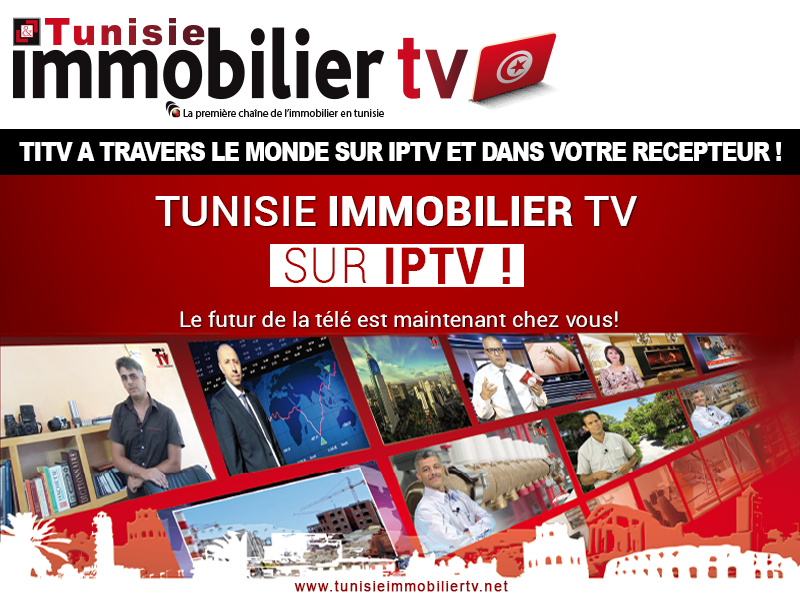 &
Tunisie
immobilier tv
La première chaîne de l'immobilier en tunisie
TITV A TRAVERS LE MONDE SUR IPTV ET DANS VOTRE RECEPTEUR !
TUNISIE IMMOBILIER TV
SUR IPTV !
Le futur de la télé est maintenant chez vous!
www.tunisieimmobiliertv.net